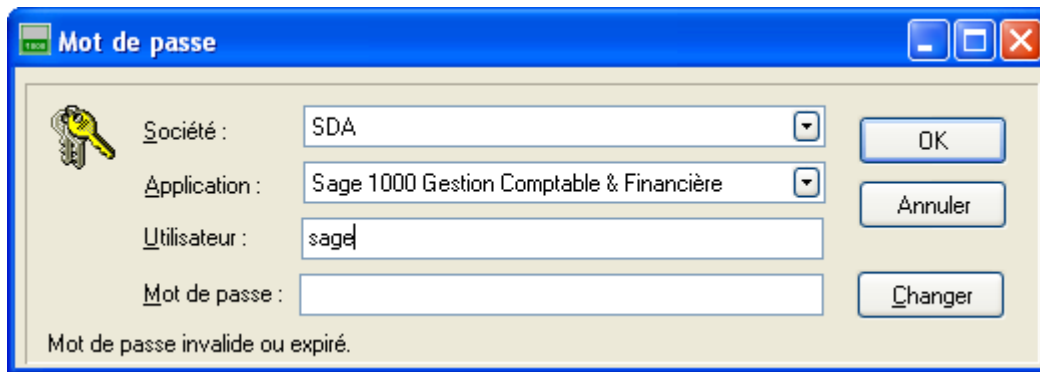 Mot de passe
Société :
SDA
OK
Application :
Sage 1000 Gestion Comptable & Financière
Annuler
Utilisateur :
sage
Mot de passe :
Changer
Mot de passe invalide ou expiré.